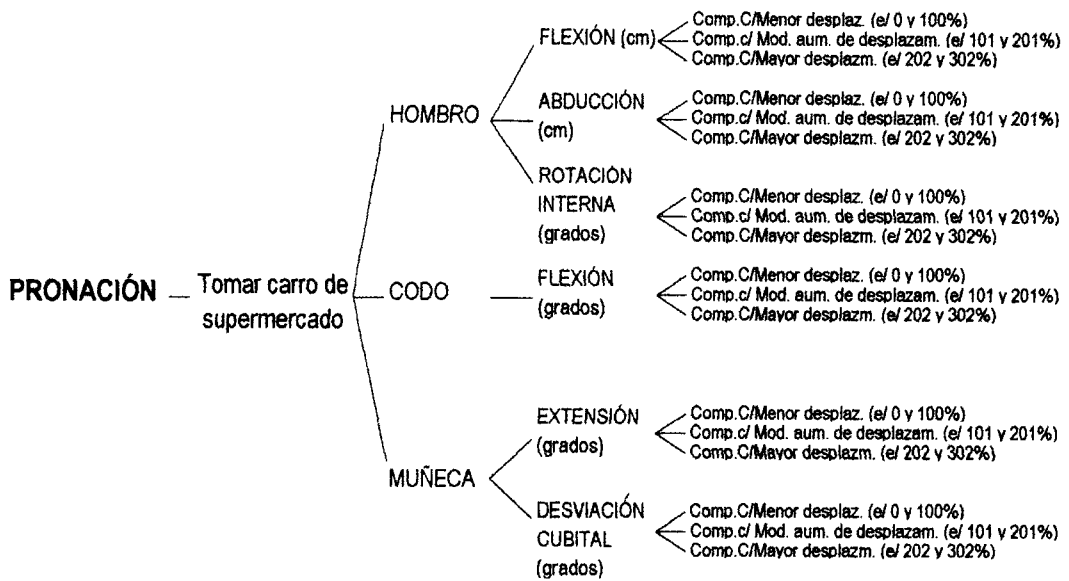 PRONACIÓN
Tomar carro de
supermercado
HOMBRO
FLEXIÓN (cm)
Comp.C/Menor desplaz. (e/ 0 y 100%)
Comp.c/ Mod. aum. de desplazam. (e/ 101 y 201%)
Comp.C/Mayor desplazm. (e/ 202 y 302%)
ABDUCCIÓN
(cm)
Comp.C/Menor desplaz. (e/ 0 y 100%)
Comp.c/ Mod. aum. de desplazam. (e/ 101 y 201%)
Comp.C/Mayor desplazm. (e/ 202 y 302%)
ROTACIÓN
INTERNA
(grados)
Comp.C/Menor desplaz. (e/ 0 y 100%)
Comp.c/ Mod. aum. de desplazam. (e/ 101 y 201%)
Comp.C/Mayor desplazm. (e/ 202 y 302%)
CODO
FLEXIÓN
(grados)
Comp.C/Menor desplaz. (e/ 0 y 100%)
Comp.c/ Mod. aum. de desplazam. (e/ 101 y 201%)
Comp.C/Mayor desplazm. (e/ 202 y 302%)
MUÑECA
EXTENSIÓN
(grados)
Comp.C/Menor desplaz. (e/ 0 y 100%)
Comp.c/ Mod. aum. de desplazam. (e/ 101 y 201%)
Comp.C/Mayor desplazm. (e/ 202 y 302%)
DESVIACIÓN
CUBITAL
(grados)
Comp.C/Menor desplaz. (e/ 0 y 100%)
Comp.c/ Mod. aum. de desplazam. (e/ 101 y 201%)
Comp.C/Mayor desplazm. (e/ 202 y 302%)